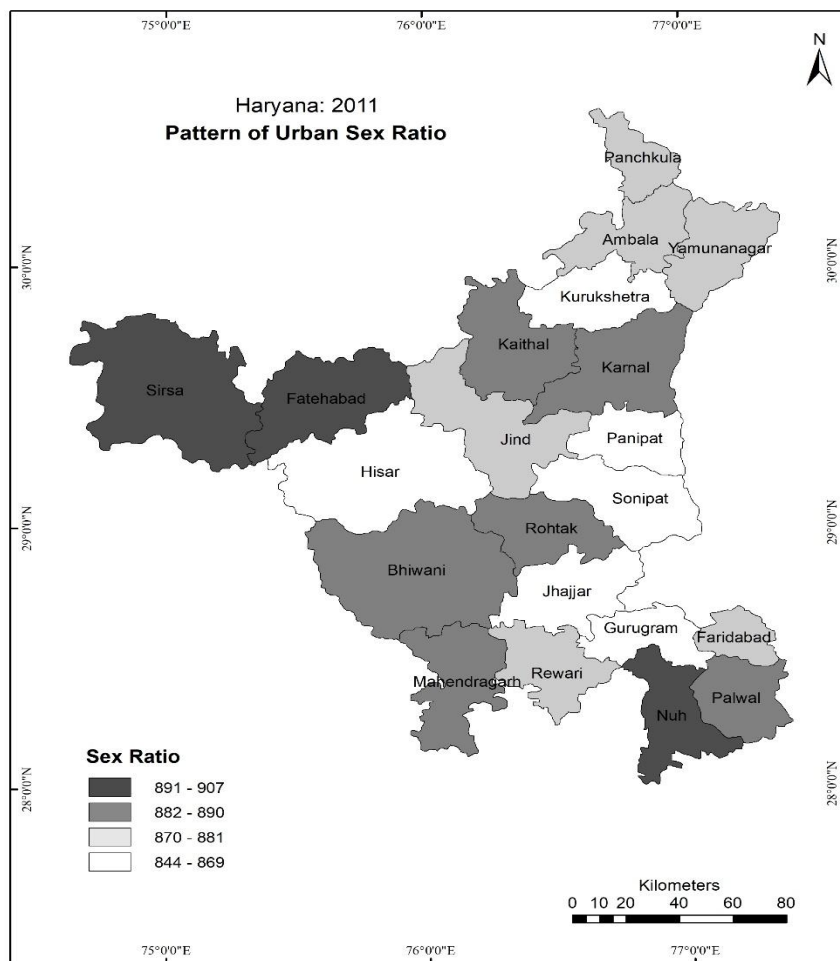 75°0'0"E 76°0'0"E 77°0'0"E
N
Haryana: 2011
Pattern of Urban Sex Ratio
Panchkula
Ambala
Yamunanagar
30°0'0"N
30°0'0"N
Kurukshetra
Kaithal
Karnal
Sirsa
Fatehabad
Jind
Panipat
Hisar
Sonipat
29°0'0"N
29°0'0"N
Rohtak
Bhiwani
Jhajjar
Gurugram
Faridabad
Mahendragarh
Rewari
Palwal
Nuh
28°0'0"N
28°0'0"N
Sex Ratio
891 - 907
882 - 890
870 - 881
844 - 869
Kilometers
0 10 20 40 60 80
75°0'0"E 76°0'0"E 77°0'0"E